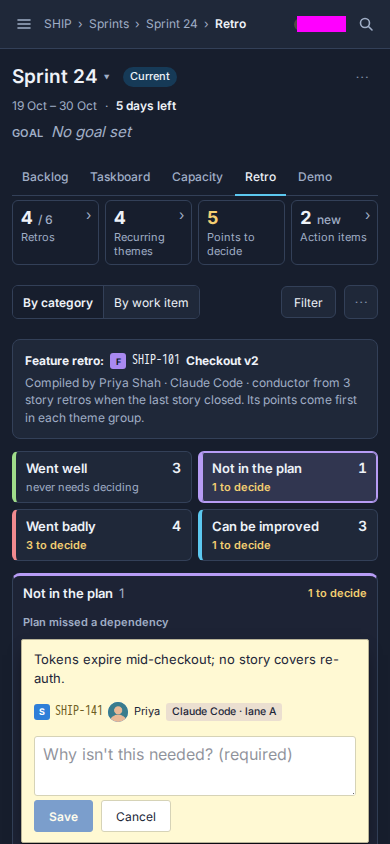 SHIP › Sprints › Sprint 24 › Retro
Sprint 24 ▾ Current ···
19 Oct – 30 Oct · 5 days left
GOAL No goal set
Backlog Taskboard Capacity Retro Demo
4 / 6 ›
Retros
4 ›
Recurring
themes
5
Points to
decide
2 new ›
Action items
By category By work item Filter ···
Feature retro: F SHIP-101 Checkout v2
Compiled by Priya Shah · Claude Code · conductor from 3
story retros when the last story closed. Its points come first
in each theme group.
Went well 3
never needs deciding
Not in the plan 1
1 to decide
Went badly 4
3 to decide
Can be improved 3
1 to decide
Not in the plan 1 1 to decide
Plan missed a dependency
Tokens expire mid-checkout; no story covers re-
auth.
S SHIP-141 Priya Claude Code · lane A
Why isn't this needed? (required)
Save Cancel